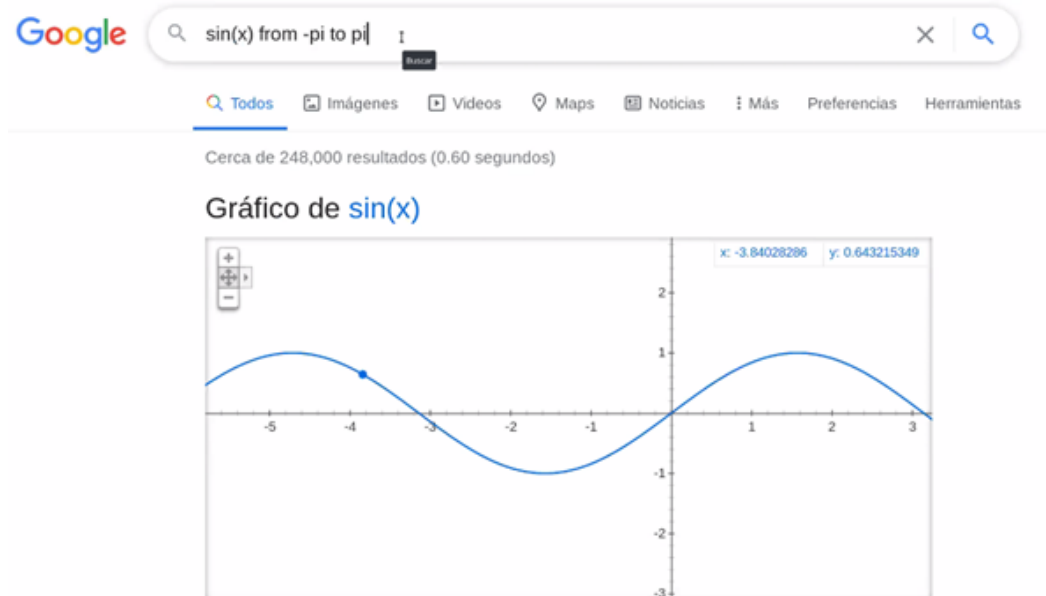 Google sin(x) from -pi to pi
Buscar
Todos Imágenes Videos Maps Noticias Más Preferencias Herramientas
Cerca de 248,000 resultados (0.60 segundos)
Gráfico de sin(x)
x: -3.84028286 y: 0.643215349
2
1
-5 -4 -3 -2 -1 1 2 3
-1
-2
-3